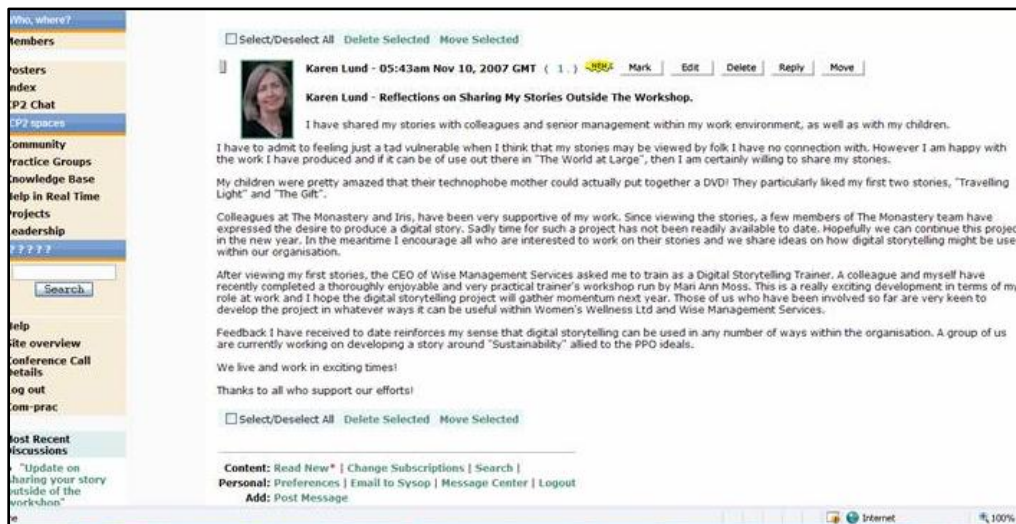 Who, where?
Members
Posters
Index
CP2 Chat
CP2 spaces
Community
Practice Groups
Knowledge Base
Help in Real Time
Projects
Leadership
? ? ? ? ?
Search
Help
Site overview
Conference Call
Details
Log out
Com-prac
Most Recent
Discussions
"Update on
sharing your story
outside of the
workshop"
Select/Deselect All Delete Selected Move Selected
Karen Lund - 05:43am Nov 10, 2007 GMT ( 1. ) NEW Mark Edit Delete Reply Move
Karen Lund - Reflections on Sharing My Stories Outside The Workshop.
I have shared my stories with colleagues and senior management within my work environment, as well as with my children.
I have to admit to feeling just a tad vulnerable when I think that my stories may be viewed by folk I have no connection with. However I am happy with
the work I have produced and if it can be of use out there in "The World at Large", then I am certainly willing to share my stories.
My children were pretty amazed that their technophobe mother could actually put together a DVD! They particularly liked my first two stories, "Travelling
Light" and "The Gift".
Colleagues at The Monastery and Iris, have been very supportive of my work. Since viewing the stories, a few members of The Monastery team have
expressed the desire to produce a digital story. Sadly time for such a project has not been readily available to date. Hopefully we can continue this project
in the new year. In the meantime I encourage all who are interested to work on their stories and we share ideas on how digital storytelling might be use
within our organisation.
After viewing my first stories, the CEO of Wise Management Services asked me to train as a Digital Storytelling Trainer. A colleague and myself have
recently completed a thoroughly enjoyable and very practical trainer's workshop run by Mari Ann Moss. This is a really exciting development in terms of my
role at work and I hope the digital storytelling project will gather momentum next year. Those of us who have been involved so far are very keen to
develop the project in whatever ways it can be useful within Women's Wellness Ltd and Wise Management Services.
Feedback I have received to date reinforces my sense that digital storytelling can be used in any number of ways within the organisation. A group of us
are currently working on developing a story around "Sustainability" allied to the PPO ideals.
We live and work in exciting times!
Thanks to all who support our efforts!
Select/Deselect All Delete Selected Move Selected
Content: Read New* | Change Subscriptions | Search |
Personal: Preferences | Email to Sysop | Message Center | Logout
Add: Post Message
Internet 100%